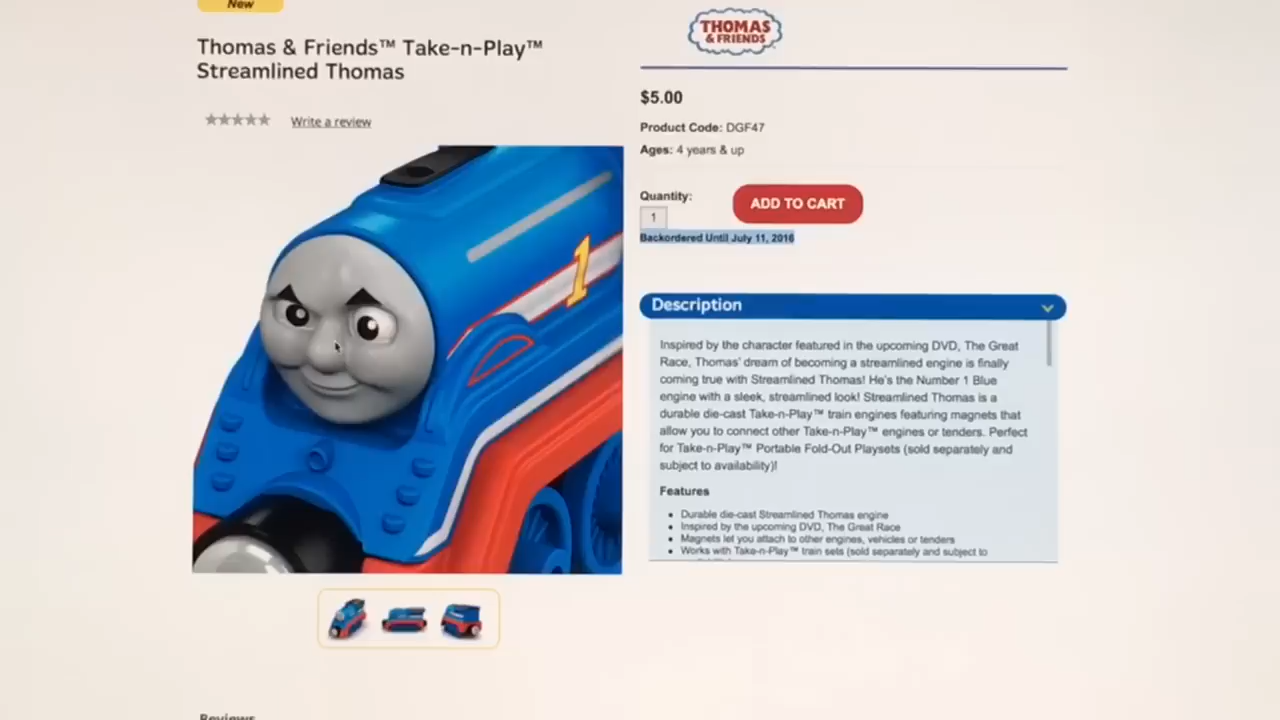 New
Thomas & Friends™ Take-n-Play™
Streamlined Thomas
Write a review
1
THOMAS
& FRIENDS
$5.00
Product Code: DGF47
Ages: 4 years & up
Quantity:
1
ADD TO CART
Backordered Until July 11, 2016
Description
Inspired by the character featured in the upcoming DVD, The Great
Race, Thomas' dream of becoming a streamlined engine is finally
coming true with Streamlined Thomas! He's the Number 1 Blue
engine with a sleek, streamlined look! Streamlined Thomas is a
durable die-cast Take-n-Play™ train engines featuring magnets that
allow you to connect other Take-n-Play™ engines or tenders. Perfect
for Take-n-Play™ Portable Fold-Out Playsets (sold separately and
subject to availability)!
Features
• Durable die-cast Streamlined Thomas engine
• Inspired by the upcoming DVD, The Great Race
• Magnets let you attach to other engines, vehicles or tenders
• Works with Take-n-Play™ train sets (sold separately and subject to
Reviews